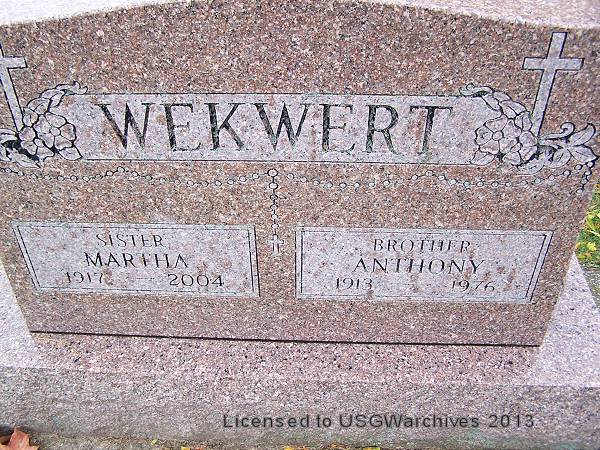 WEKWERT
SISTER
MARTHA
1917 2004
BROTHER
ANTHONY
1913 1976
Licensed to USGWarchives 2013